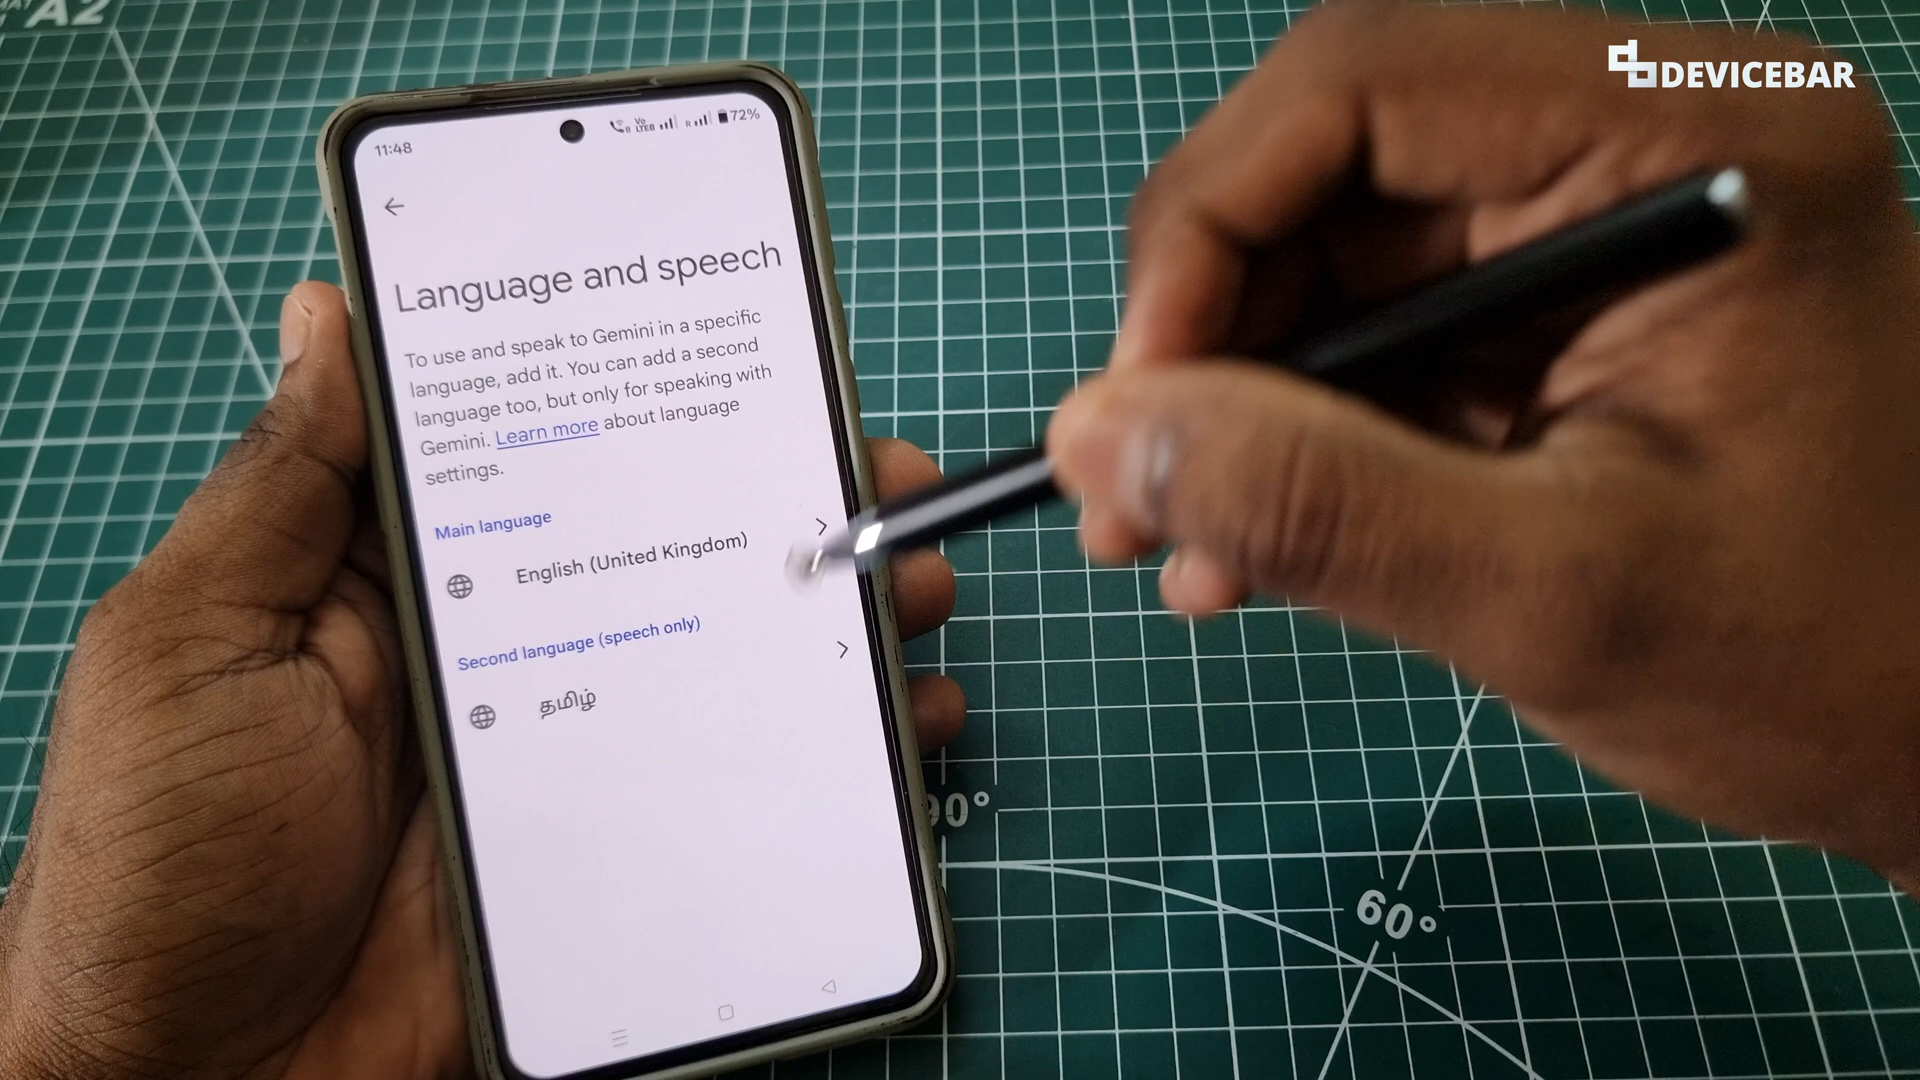 A2
DEVICEBAR
11:48
Vo
LTE
R
72%
Language and speech
To use and speak to Gemini in a specific
language, add it. You can add a second
language too, but only for speaking with
Gemini. Learn more about language
settings.
Main language
English (United Kingdom)
Second language (speech only)
தமிழ்
90°
60°